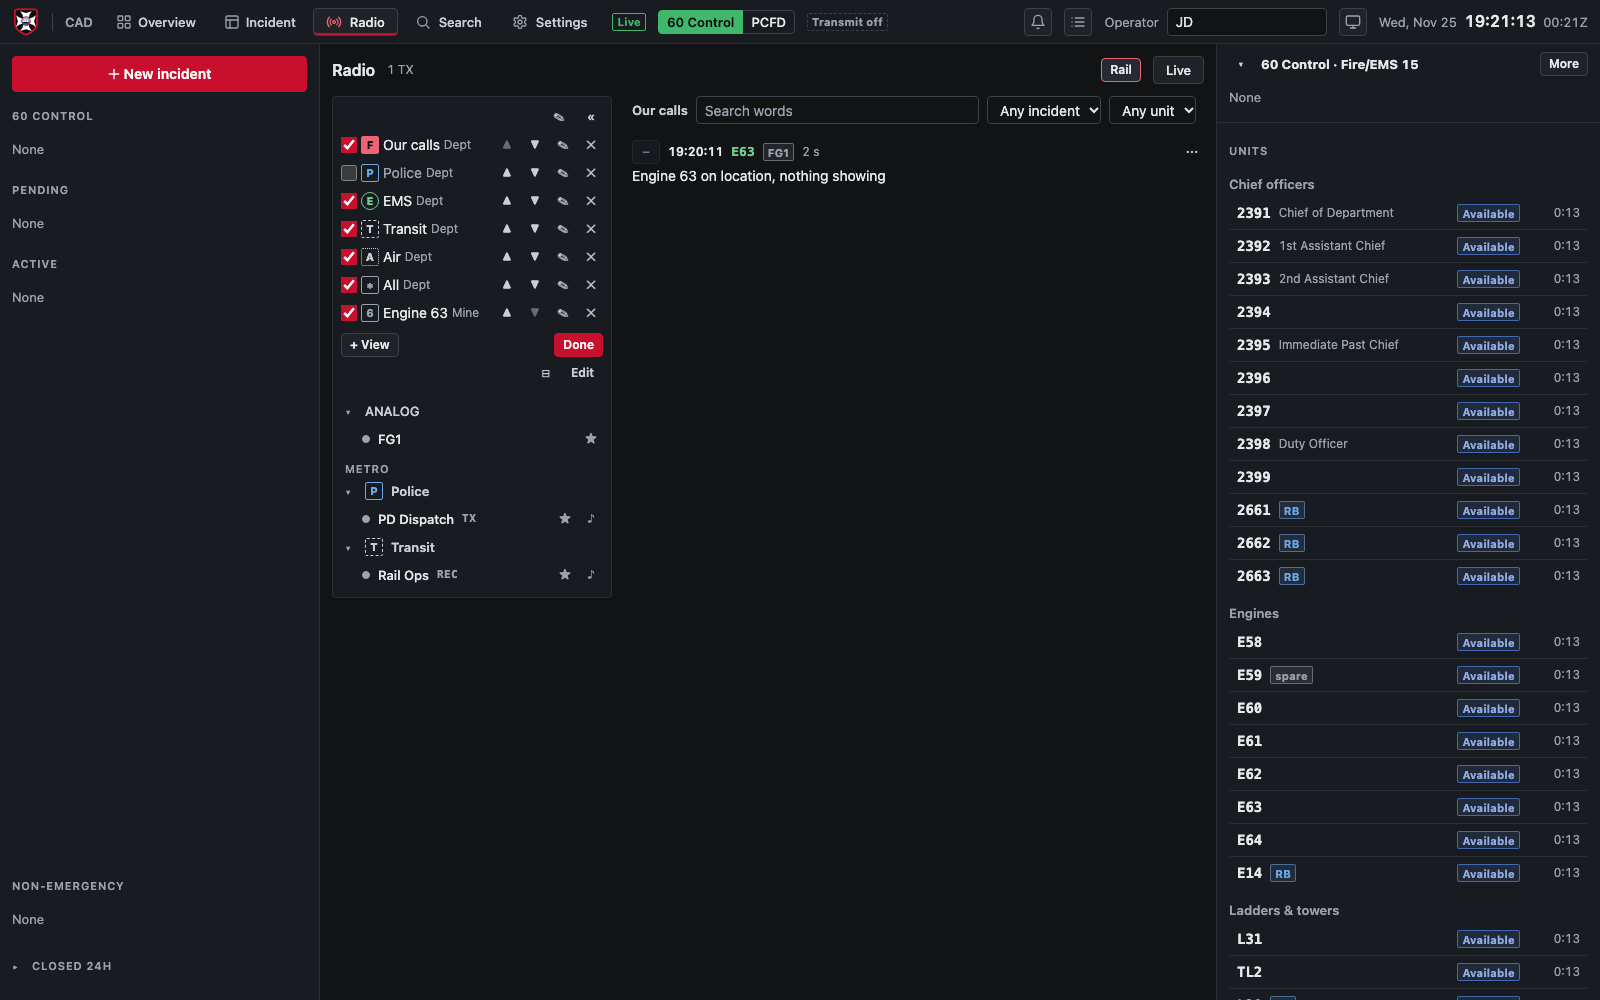 CAD Overview Incident Radio Search Settings Live 60 Control PCFD Transmit off Operator JD Wed, Nov 25 19:21:13 00:21Z
+ New incident
60 CONTROL
None
PENDING
None
ACTIVE
None
NON-EMERGENCY
None
CLOSED 24H
Radio 1 TX Rail Live
F Our calls Dept
P Police Dept
E EMS Dept
T Transit Dept
A Air Dept
* All Dept
6 Engine 63 Mine
+ View Done
Edit
ANALOG
FG1
METRO
P Police
PD Dispatch TX
T Transit
Rail Ops REC
Our calls Search words Any incident Any unit
– 19:20:11 E63 FG1 2 s ...
Engine 63 on location, nothing showing
60 Control · Fire/EMS 15 More
None
UNITS
Chief officers
2391 Chief of Department Available 0:13
2392 1st Assistant Chief Available 0:13
2393 2nd Assistant Chief Available 0:13
2394 Available 0:13
2395 Immediate Past Chief Available 0:13
2396 Available 0:13
2397 Available 0:13
2398 Duty Officer Available 0:13
2399 Available 0:13
2661 RB Available 0:13
2662 RB Available 0:13
2663 RB Available 0:13
Engines
E58 Available 0:13
E59 spare Available 0:13
E60 Available 0:13
E61 Available 0:13
E62 Available 0:13
E63 Available 0:13
E64 Available 0:13
E14 RB Available 0:13
Ladders & towers
L31 Available 0:13
TL2 Available 0:13